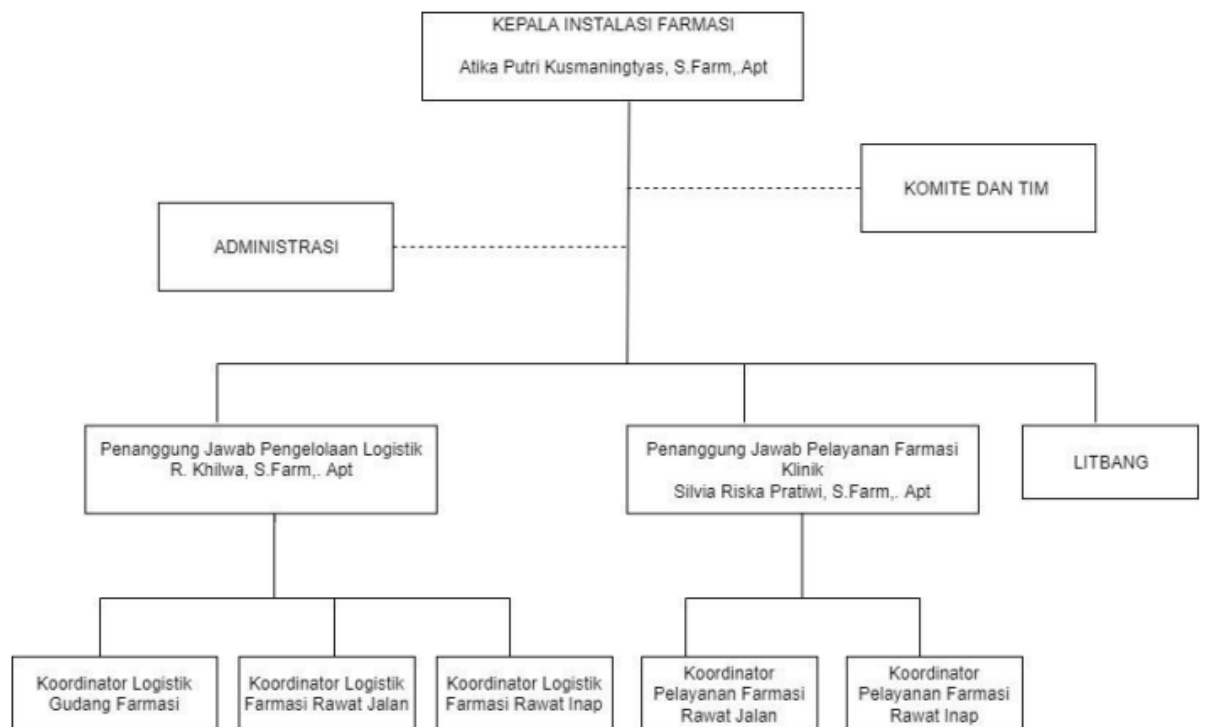 KEPALA INSTALASI FARMASI
Atika Putri Kusmaningtyas, S.Farm,.Apt
KOMITE DAN TIM
ADMINISTRASI
Penanggung Jawab Pengelolaan Logistik
R. Khilwa, S.Farm,. Apt
Penanggung Jawab Pelayanan Farmasi
Klinik
Silvia Riska Pratiwi, S.Farm,. Apt
LITBANG
Koordinator Logistik
Gudang Farmasi
Koordinator Logistik
Farmasi Rawat Jalan
Koordinator Logistik
Farmasi Rawat Inap
Koordinator
Pelayanan Farmasi
Rawat Jalan
Koordinator
Pelayanan Farmasi
Rawat Inap